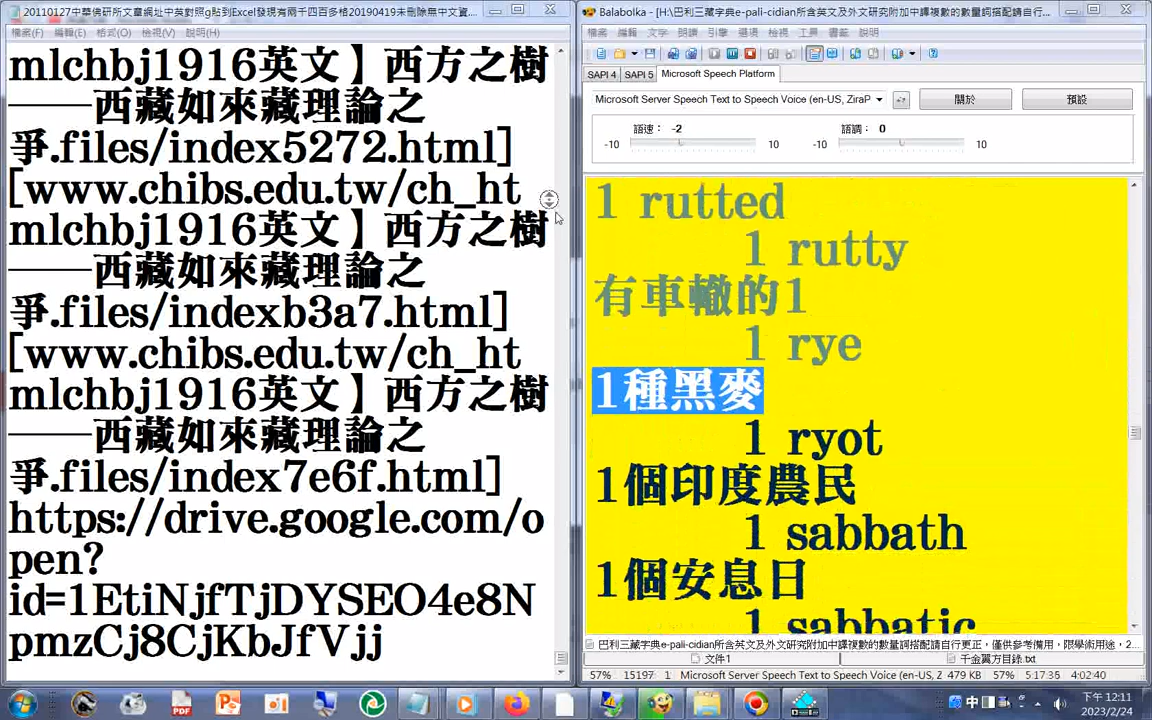 20110127中華佛研所文章網址中英對照g貼到Excel發現有兩千四百多格20190419未刪除無中文資...
檔案(F) 編輯(E) 格式(O) 檢視(V) 說明(H)
mlchbj1916英文】西方之樹
——西藏如來藏理論之
爭.files/index5272.html]
[www.chibs.edu.tw/ch_ht
mlchbj1916英文】西方之樹
——西藏如來藏理論之
爭.files/indexb3a7.html]
[www.chibs.edu.tw/ch_ht
mlchbj1916英文】西方之樹
——西藏如來藏理論之
爭.files/index7e6f.html]
https://drive.google.com/o
pen?
id=1EtiNjfTjDYSEO4e8N
pmzCj8CjKbJfVjj
Balabolka - [H:\巴利三藏字典e-pali-cidian所含英文及外文研究附加中譯複數的數量詞搭配請自行...
檔案 編輯 文字 朗讀 引擎 選項 檢視 工具 書籤 說明
SAPI 4 SAPI 5 Microsoft Speech Platform
Microsoft Server Speech Text to Speech Voice (en-US, ZiraP
關於
預設
語速： -2
語調： 0
-10 10 -10 10
1 rutted
1 rutty
有車轍的1
1 rye
1種黑麥
1 ryot
1個印度農民
1 sabbath
1個安息日
1 sabbatic
巴利三藏字典e-pali-cidian所含英文及外文研究附加中譯複數的數量詞搭配請自行更正，僅供參考備用，限學術用途，2...
文件1
千金翼方目錄.txt
57% 15197 Microsoft Server Speech Text to Speech Voice (en-US, 479 KB 57% 5:17:35 4:02:40
中
下午 12:11
2023/2/24